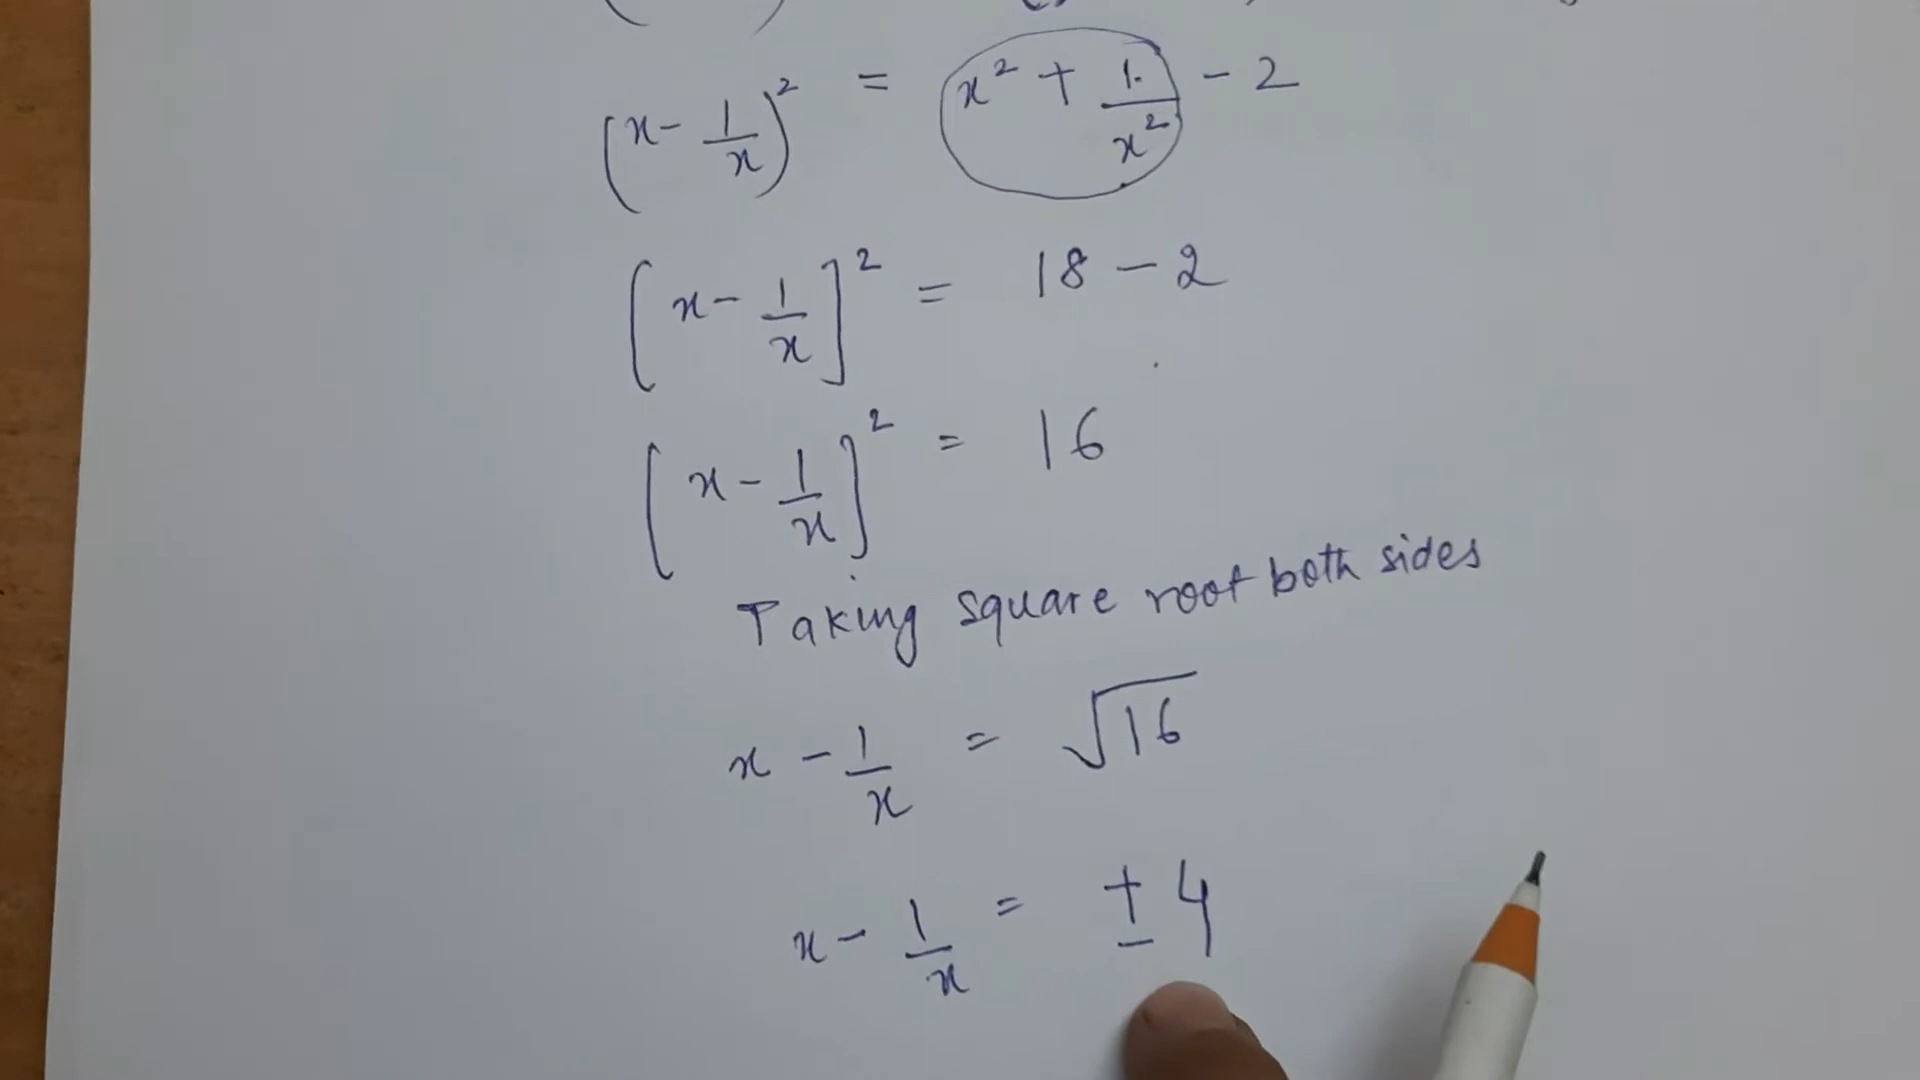 (x - 1/x)² = x² + 1/x² - 2
[x - 1/x]² = 18 - 2
[x - 1/x]² = 16
Taking square root both sides
x - 1/x = √16
x - 1/x = ± 4